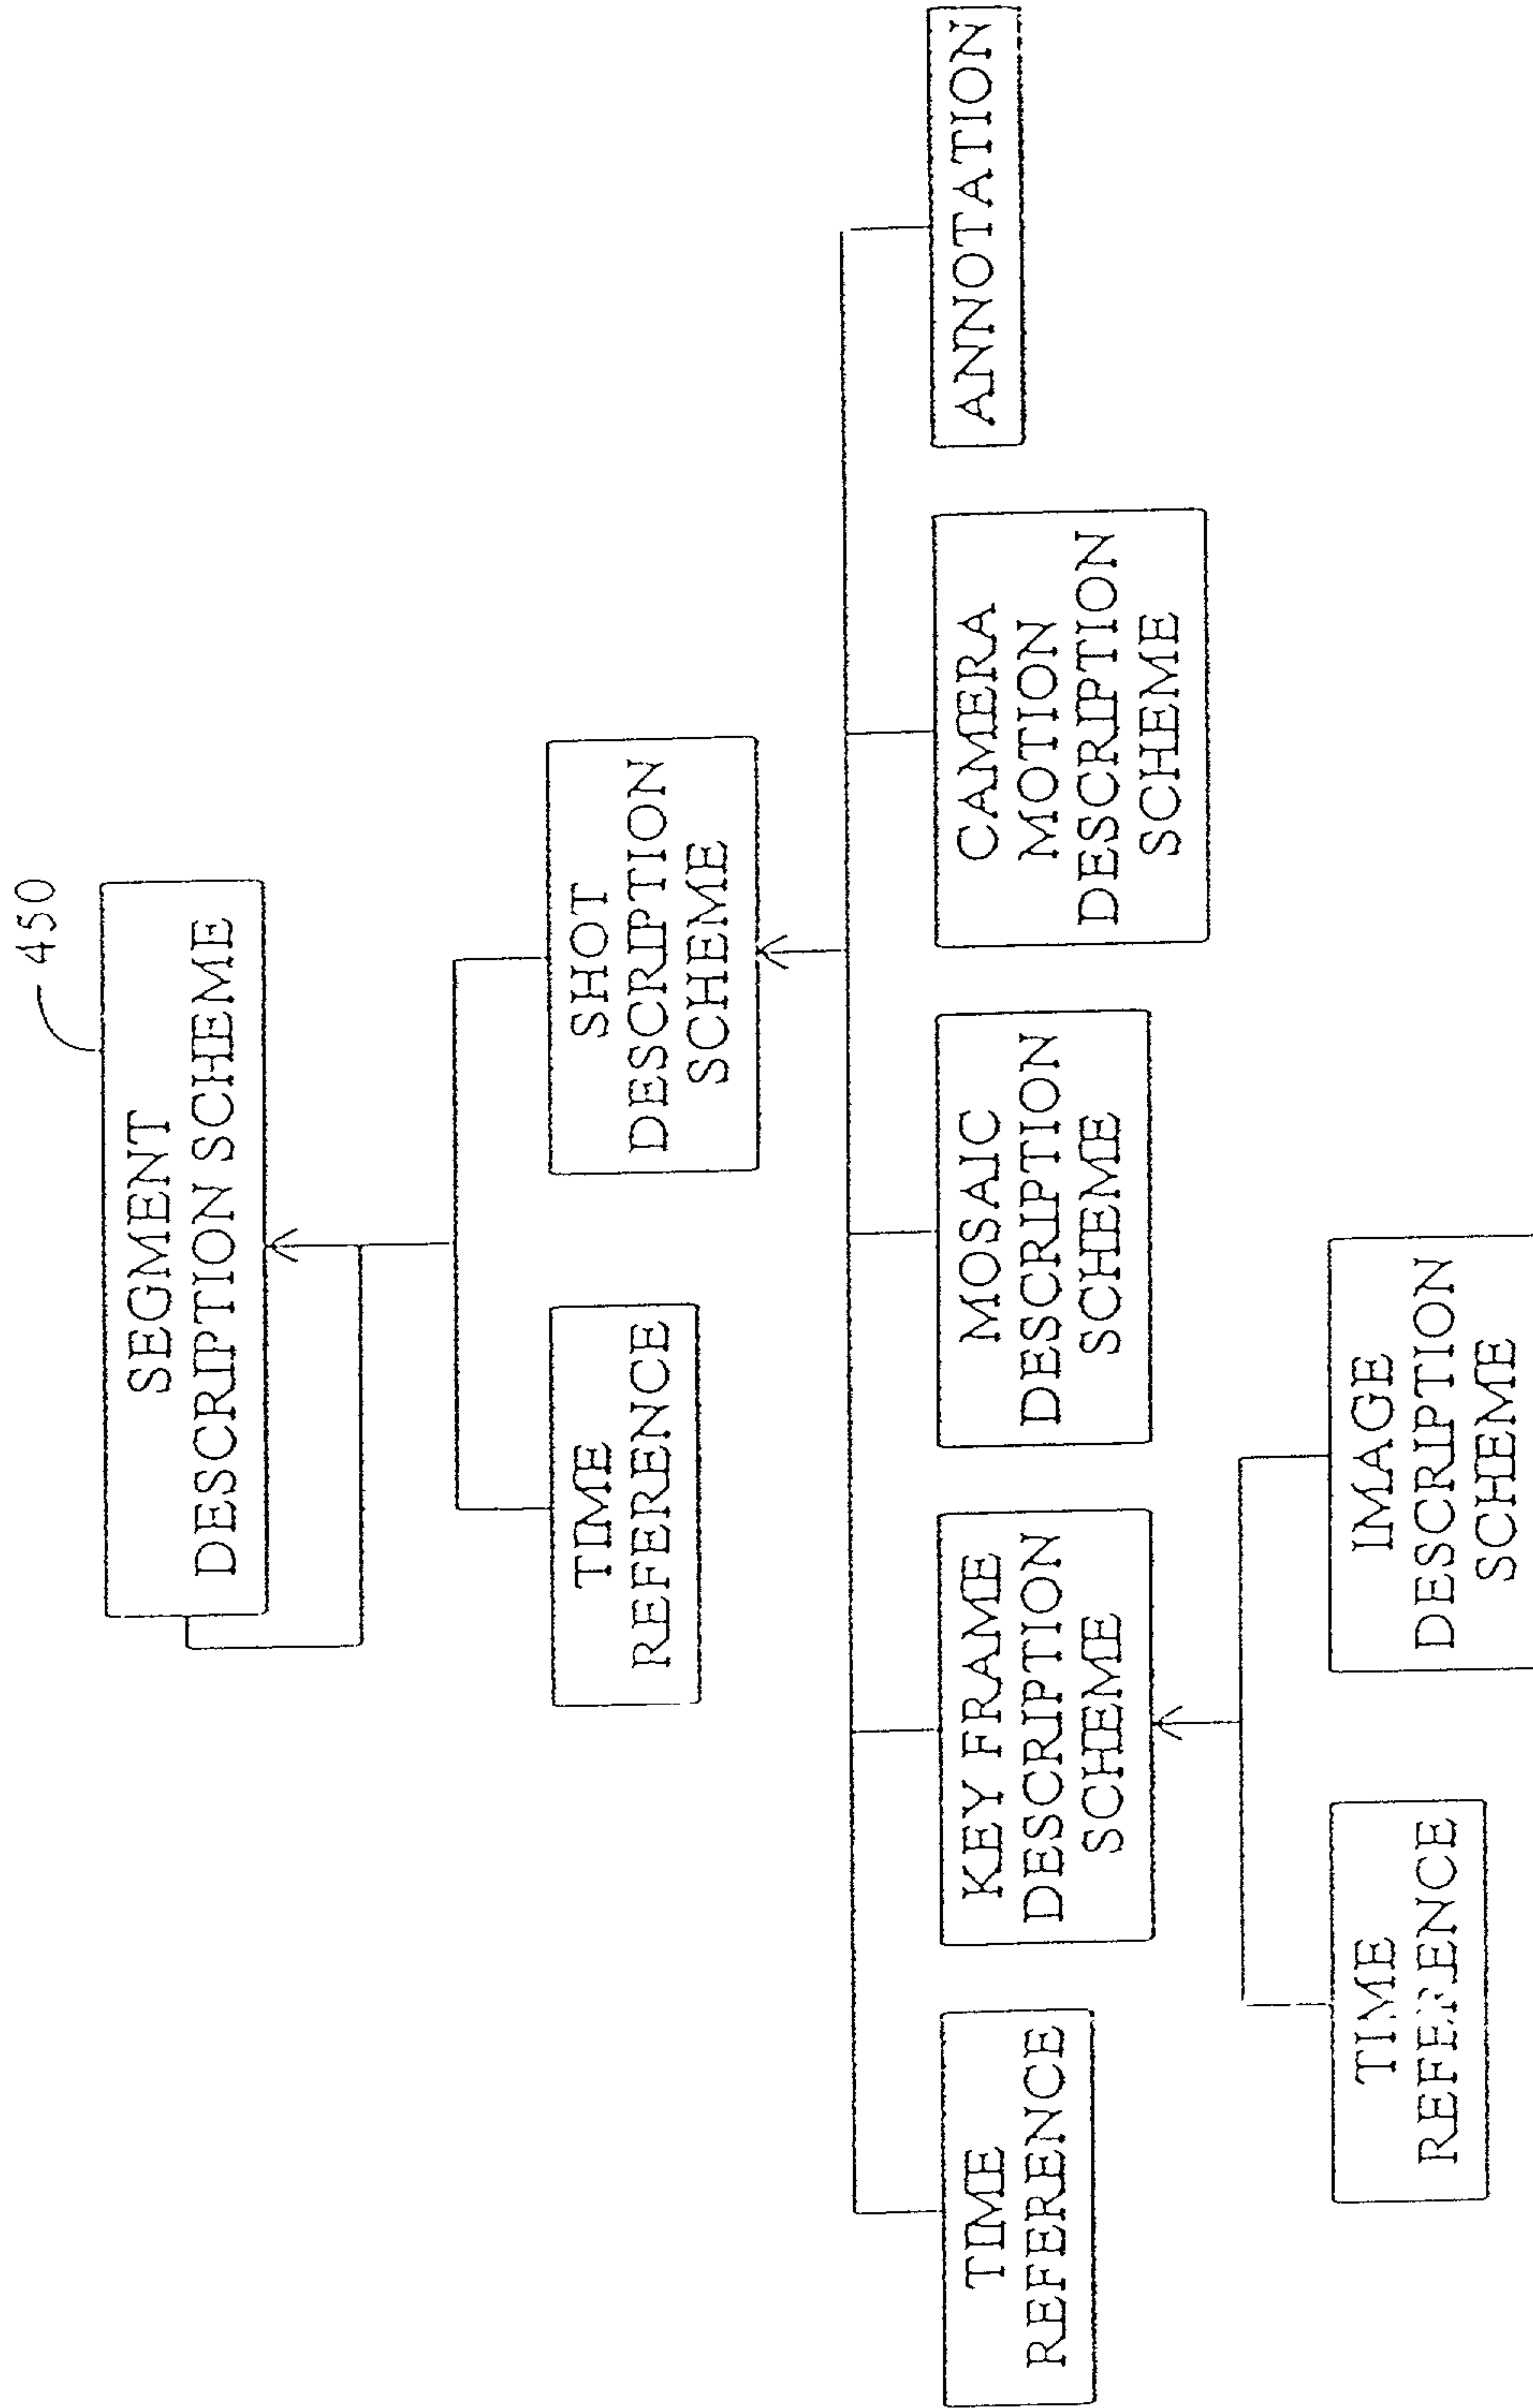 450
SEGMENT
DESCRIPTION SCHEME
TIME
REFERENCE
SHOT
DESCRIPTION
SCHEME
TIME
REFERENCE
KEY FRAME
DESCRIPTION
SCHEME
MOSAIC
DESCRIPTION
SCHEME
CAMERA
MOTION
DESCRIPTION
SCHEME
ANNOTATION
TIME
REFERENCE
IMAGE
DESCRIPTION
SCHEME